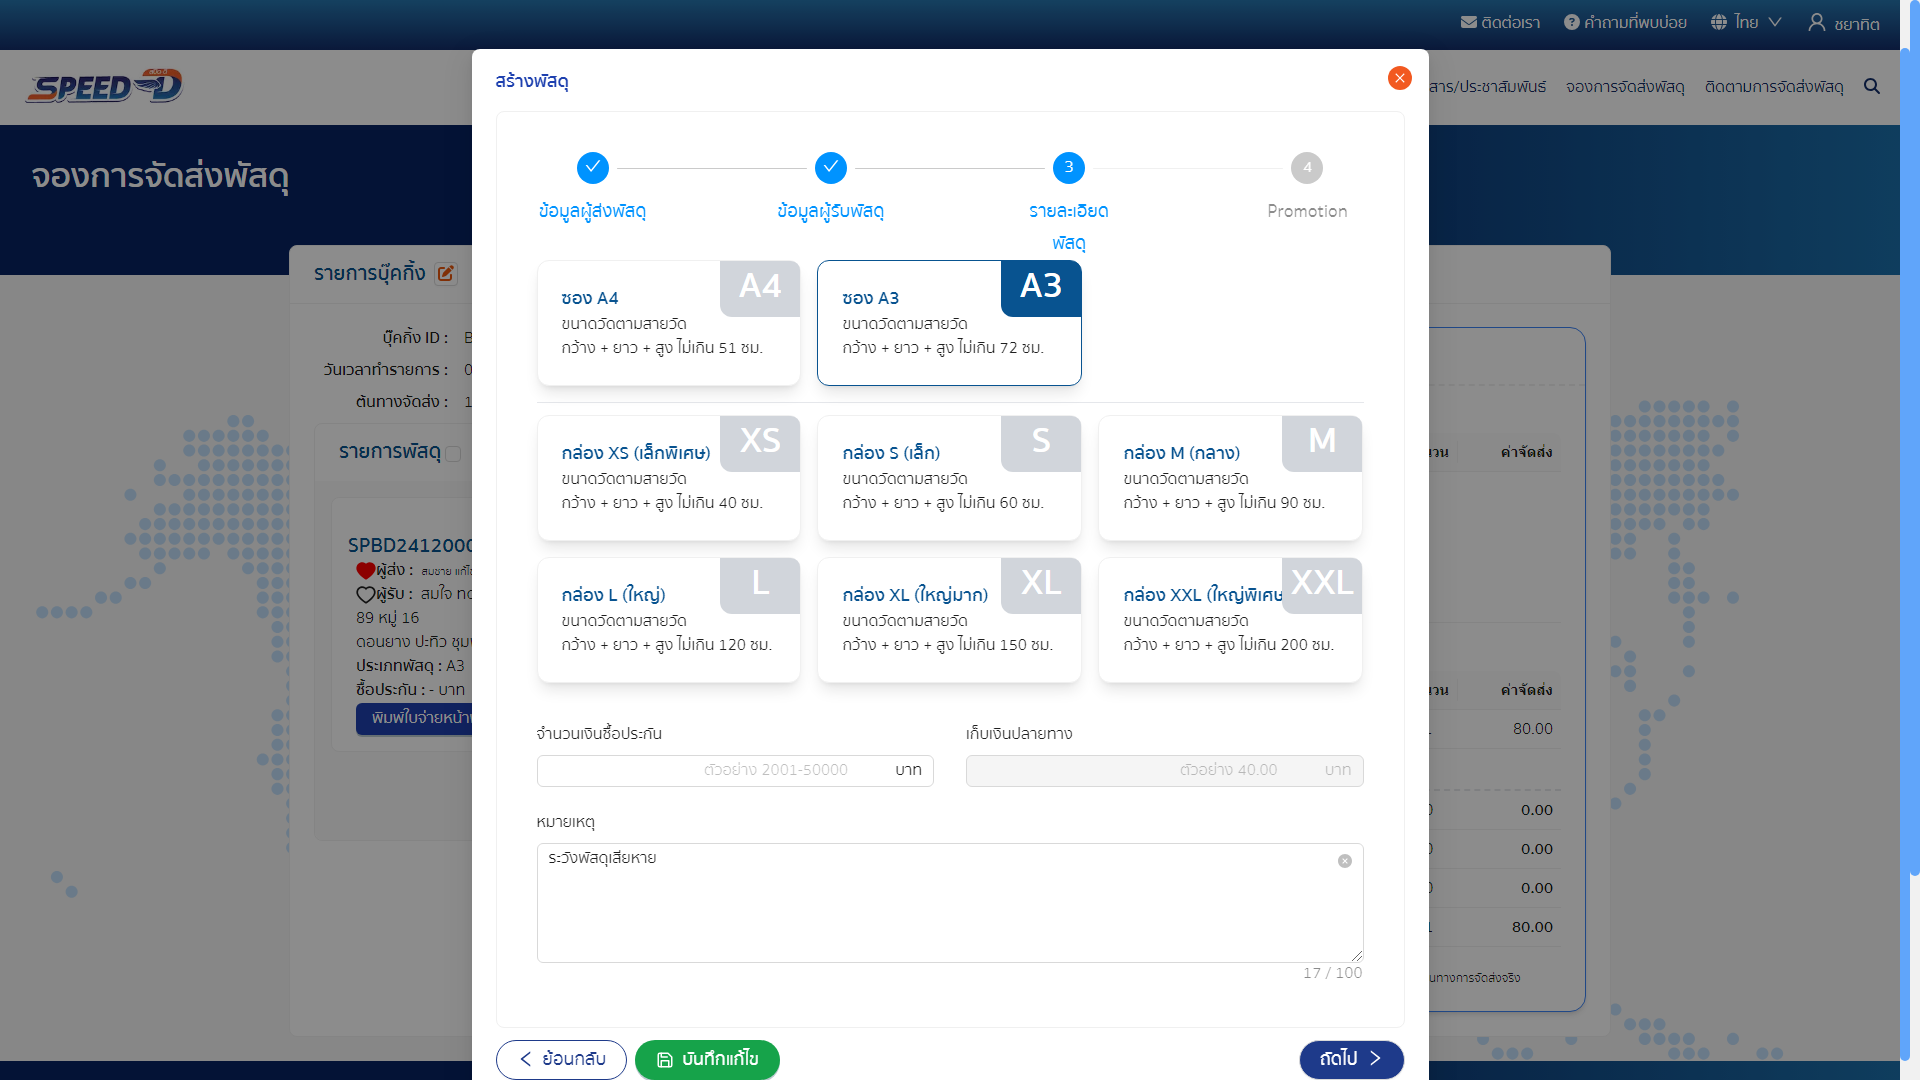 ติดต่อเรา
คำถามที่พบบ่อย
ไทย
ชยาทิต
SPEED D
สาร/ประชาสัมพันธ์
จองการจัดส่งพัสดุ
ติดตามการจัดส่งพัสดุ
จองการจัดส่งพัสดุ
รายการบุ๊คกิ้ง
บุ๊คกิ้ง ID :
วันเวลาทำรายการ :
ต้นทางจัดส่ง :
รายการพัสดุ
SPBD2412000
ผู้ส่ง : สมชาย
ผู้รับ : สมใจ
89 หมู่ 16
ดอนยาง ปะทิว
ประเภทพัสดุ : A3
ซื้อประกัน : - บาท
พิมพ์ใบจ่ายหน้า
สร้างพัสดุ
3
4
ข้อมูลผู้ส่งพัสดุ
ข้อมูลผู้รับพัสดุ
รายละเอียด
พัสดุ
Promotion
A4
ซอง A4
ขนาดวัดตามสายวัด
กว้าง + ยาว + สูง ไม่เกิน 51 ซม.
A3
ซอง A3
ขนาดวัดตามสายวัด
กว้าง + ยาว + สูง ไม่เกิน 72 ซม.
XS
กล่อง XS (เล็กพิเศษ)
ขนาดวัดตามสายวัด
กว้าง + ยาว + สูง ไม่เกิน 40 ซม.
S
กล่อง S (เล็ก)
ขนาดวัดตามสายวัด
กว้าง + ยาว + สูง ไม่เกิน 60 ซม.
M
กล่อง M (กลาง)
ขนาดวัดตามสายวัด
กว้าง + ยาว + สูง ไม่เกิน 90 ซม.
L
กล่อง L (ใหญ่)
ขนาดวัดตามสายวัด
กว้าง + ยาว + สูง ไม่เกิน 120 ซม.
XL
กล่อง XL (ใหญ่มาก)
ขนาดวัดตามสายวัด
กว้าง + ยาว + สูง ไม่เกิน 150 ซม.
XXL
กล่อง XXL (ใหญ่พิเศษ
ขนาดวัดตามสายวัด
กว้าง + ยาว + สูง ไม่เกิน 200 ซม.
จำนวนเงินซื้อประกัน
ตัวอย่าง 2001-50000 บาท
เก็บเงินปลายทาง
ตัวอย่าง 40.00 บาท
หมายเหตุ
ระวังพัสดุเสียหาย
17 / 100
ย้อนกลับ
บันทึกแก้ไข
ถัดไป
ค่าจัดส่ง
ค่าจัดส่ง
80.00
0.00
0.00
0.00
80.00
นทางการจัดส่งจริง